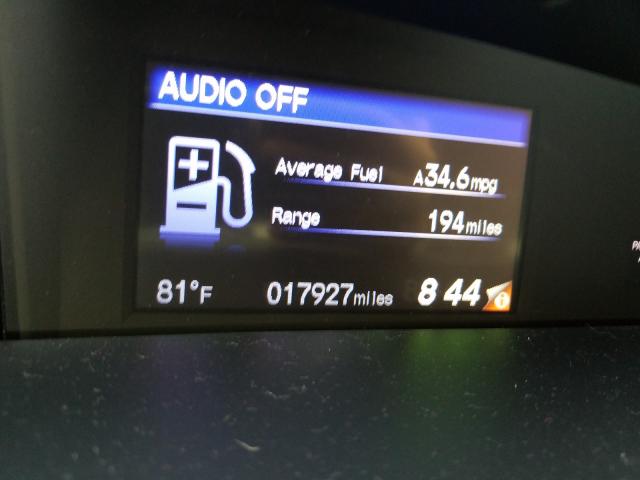 AUDIO OFF
Average Fuel A34.6mpg
Range 194miles
81°F 017927miles 8 44